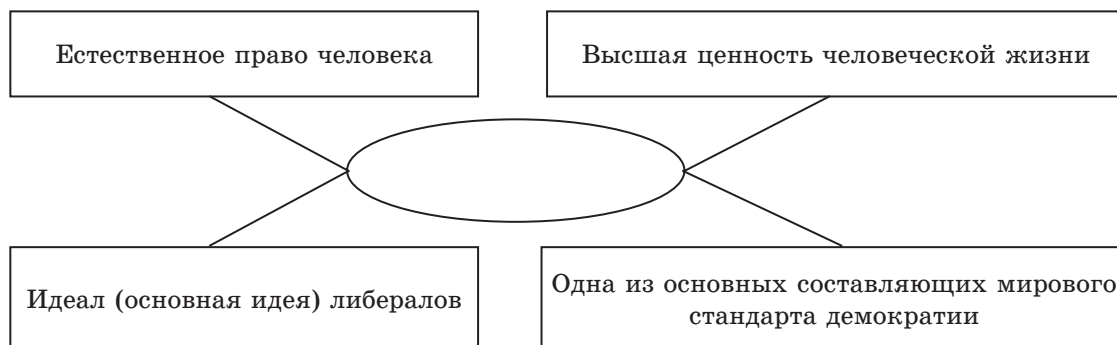 Естественное право человека
Высшая ценность человеческой жизни
Идеал (основная идея) либералов
Одна из основных составляющих мирового
стандарта демократии